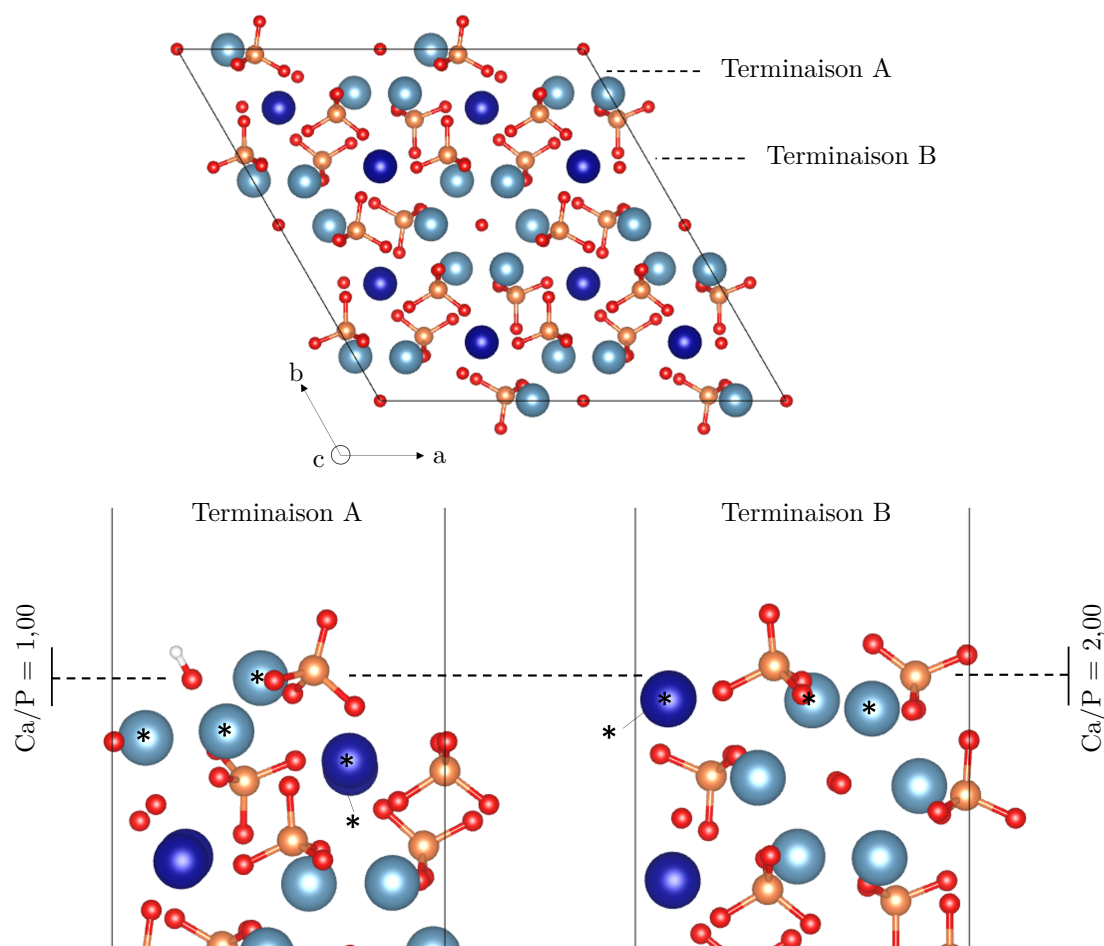 Terminaison A
Terminaison B
b
c
a
Terminaison A
Terminaison B
Ca/P = 1,00
Ca/P = 2,00
*
*
*
*
*
*
*
*
*